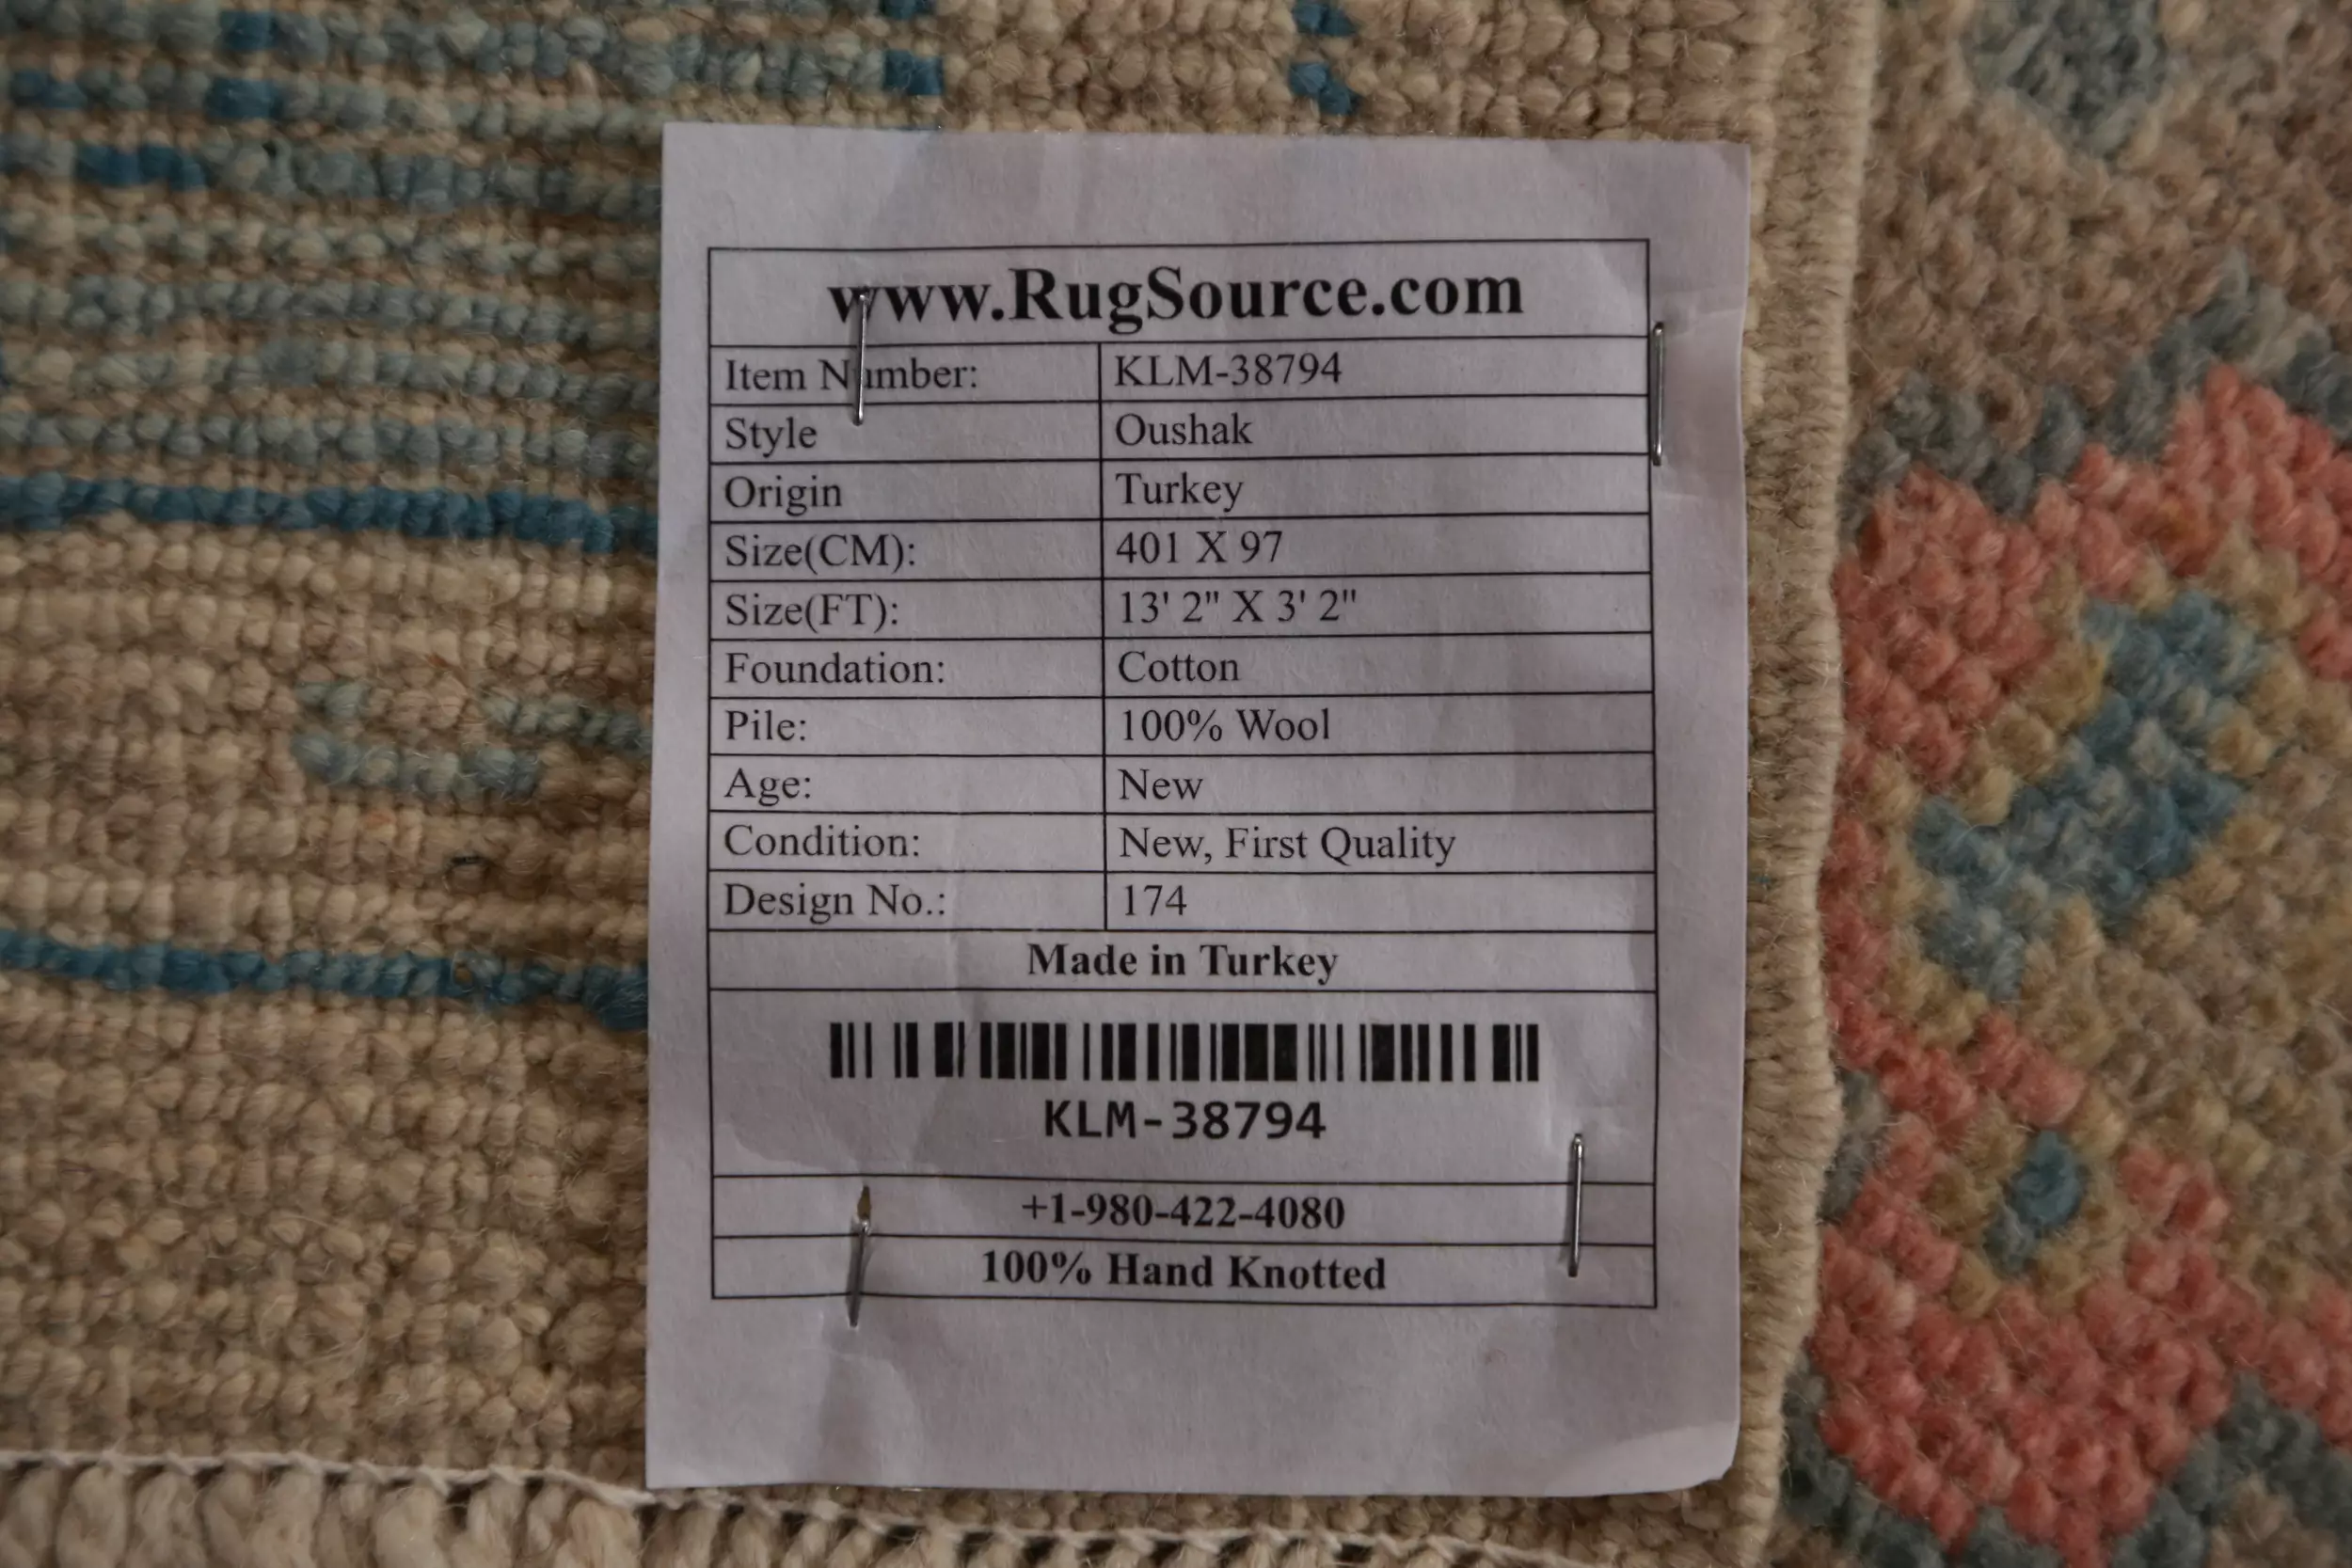 www.RugSource.com
Item Number: KLM-38794
Style Oushak
Origin Turkey
Size(CM): 401 X 97
Size(FT): 13' 2" X 3' 2"
Foundation: Cotton
Pile: 100% Wool
Age: New
Condition: New, First Quality
Design No.: 174
Made in Turkey
KLM-38794
+1-980-422-4080
100% Hand Knotted